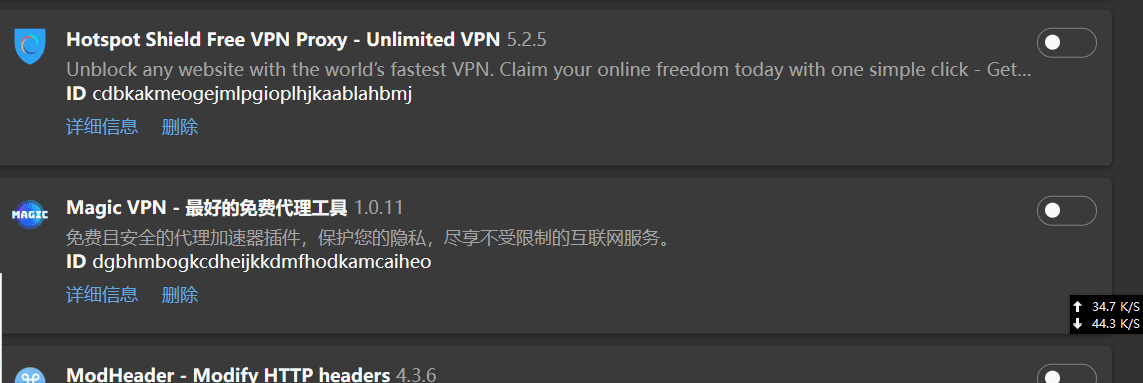 Hotspot Shield Free VPN Proxy - Unlimited VPN 5.2.5
Unblock any website with the world's fastest VPN. Claim your online freedom today with one simple click - Get...
ID cdbkakmeogejmlpgioplhjkaablahbmj
详细信息 删除
MAGIC
Magic VPN - 最好的免费代理工具 1.0.11
免费且安全的代理加速器插件，保护您的隐私，尽享不受限制的互联网服务。
ID dgbhmbogkcdheijkkdmfhodkamcaiheo
详细信息 删除
34.7 K/S
44.3 K/S
ModHeader - Modify HTTP headers 4.3.6